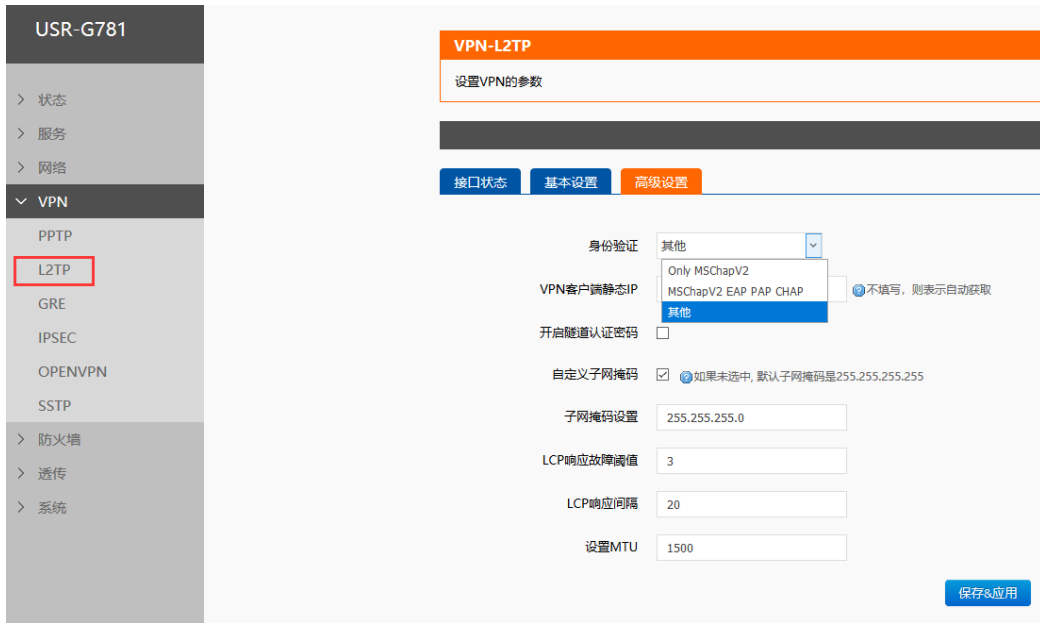 USR-G781
状态
服务
网络
VPN
PPTP
L2TP
GRE
IPSEC
OPENVPN
SSTP
防火墙
透传
系统
VPN-L2TP
设置VPN的参数
接口状态 基本设置 高级设置
身份验证 其他
Only MSChapV2
MSChapV2 EAP PAP CHAP
其他
VPN客户端静态IP 不填写，则表示自动获取
开启隧道认证密码
自定义子网掩码 如果未选中, 默认子网掩码是255.255.255.255
子网掩码设置 255.255.255.0
LCP响应故障阈值 3
LCP响应间隔 20
设置MTU 1500
保存&应用